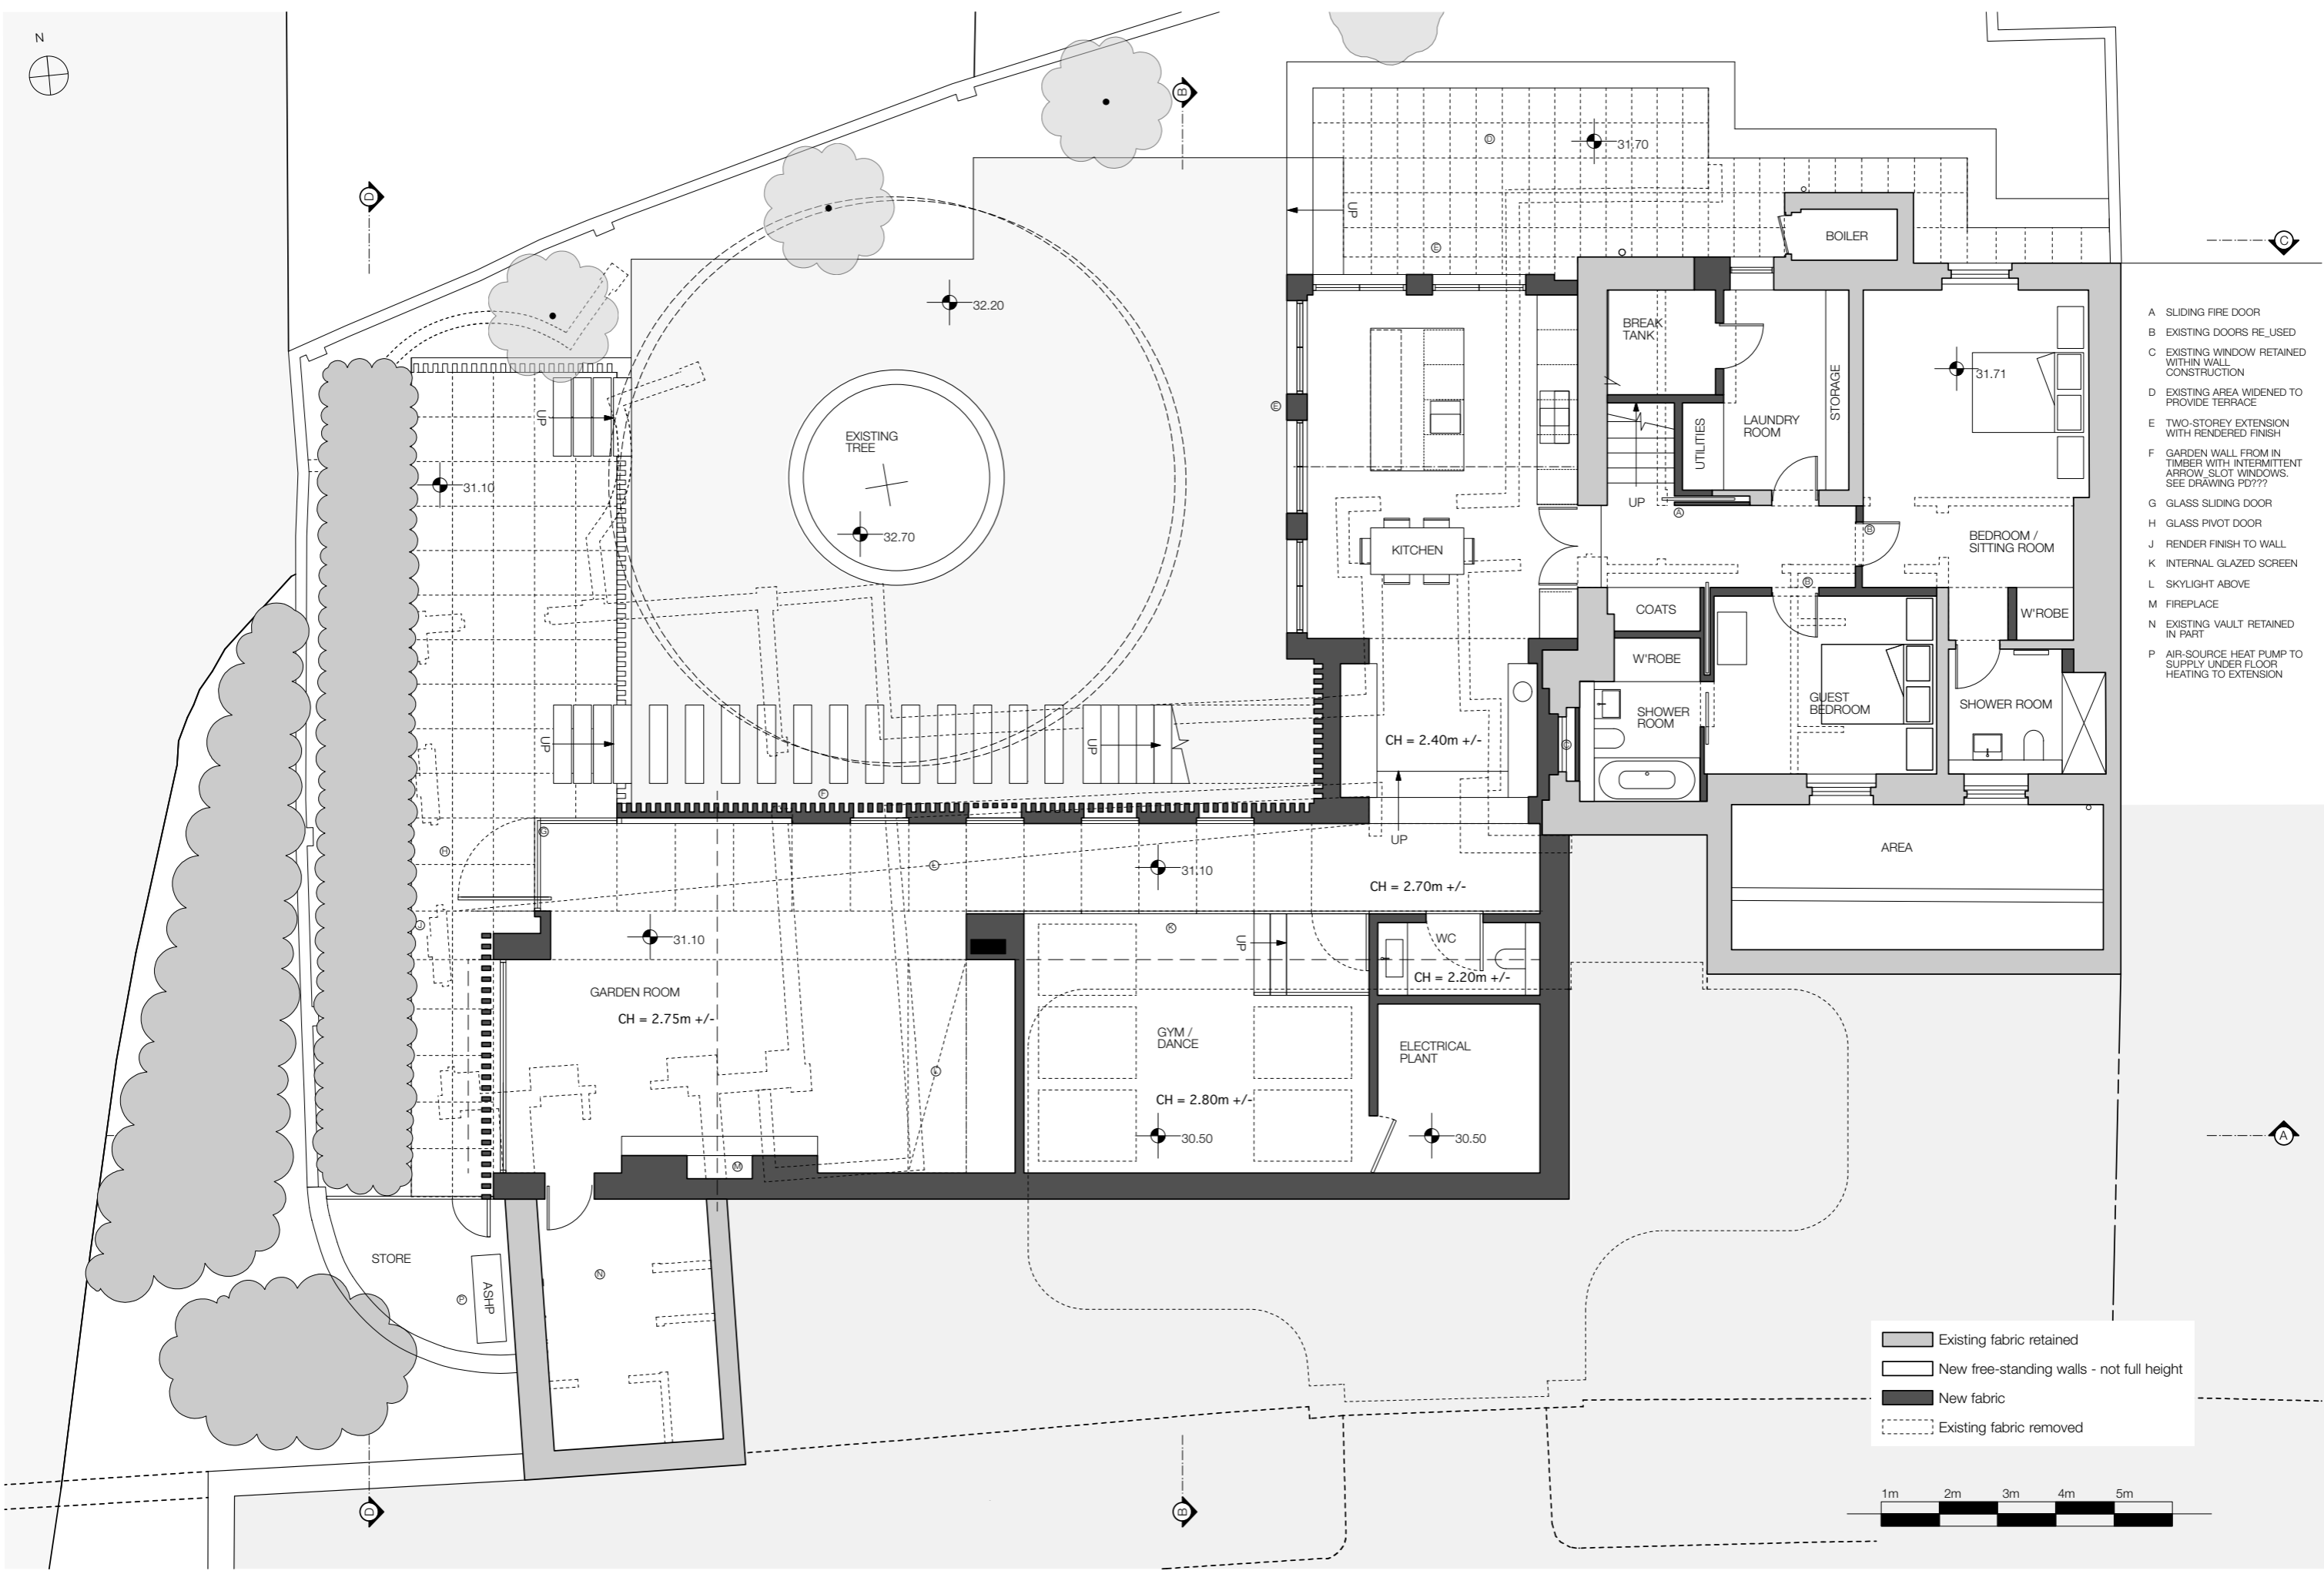 N
D
B
C
31.70
D
UP
E
BOILER
32.20
BREAK
TANK
31.71
STORAGE
LAUNDRY
ROOM
UTILITIES
UP
E
UP
31.10
EXISTING
TREE
32.70
KITCHEN
A
B
BEDROOM /
SITTING ROOM
B
COATS
W'ROBE
W'ROBE
GUEST
BEDROOM
SHOWER
ROOM
SHOWER ROOM
CH = 2.40m +/-
C
UP
UP
F
G
H
UP
AREA
L
31.10
CH = 2.70m +/-
J
31.10
K
UP
WC
CH = 2.20m +/-
GARDEN ROOM
CH = 2.75m +/-
GYM /
DANCE
ELECTRICAL
PLANT
L
CH = 2.80m +/-
30.50
30.50
A
M
STORE
N
P
ASHP
D
B
A SLIDING FIRE DOOR
B EXISTING DOORS RE_USED
C EXISTING WINDOW RETAINED
WITHIN WALL
CONSTRUCTION
D EXISTING AREA WIDENED TO
PROVIDE TERRACE
E TWO-STOREY EXTENSION
WITH RENDERED FINISH
F GARDEN WALL FROM IN
TIMBER WITH INTERMITTENT
ARROW_SLOT WINDOWS.
SEE DRAWING PD???
G GLASS SLIDING DOOR
H GLASS PIVOT DOOR
J RENDER FINISH TO WALL
K INTERNAL GLAZED SCREEN
L SKYLIGHT ABOVE
M FIREPLACE
N EXISTING VAULT RETAINED
IN PART
P AIR-SOURCE HEAT PUMP TO
SUPPLY UNDER FLOOR
HEATING TO EXTENSION
Existing fabric retained
New free-standing walls - not full height
New fabric
Existing fabric removed
1m 2m 3m 4m 5m